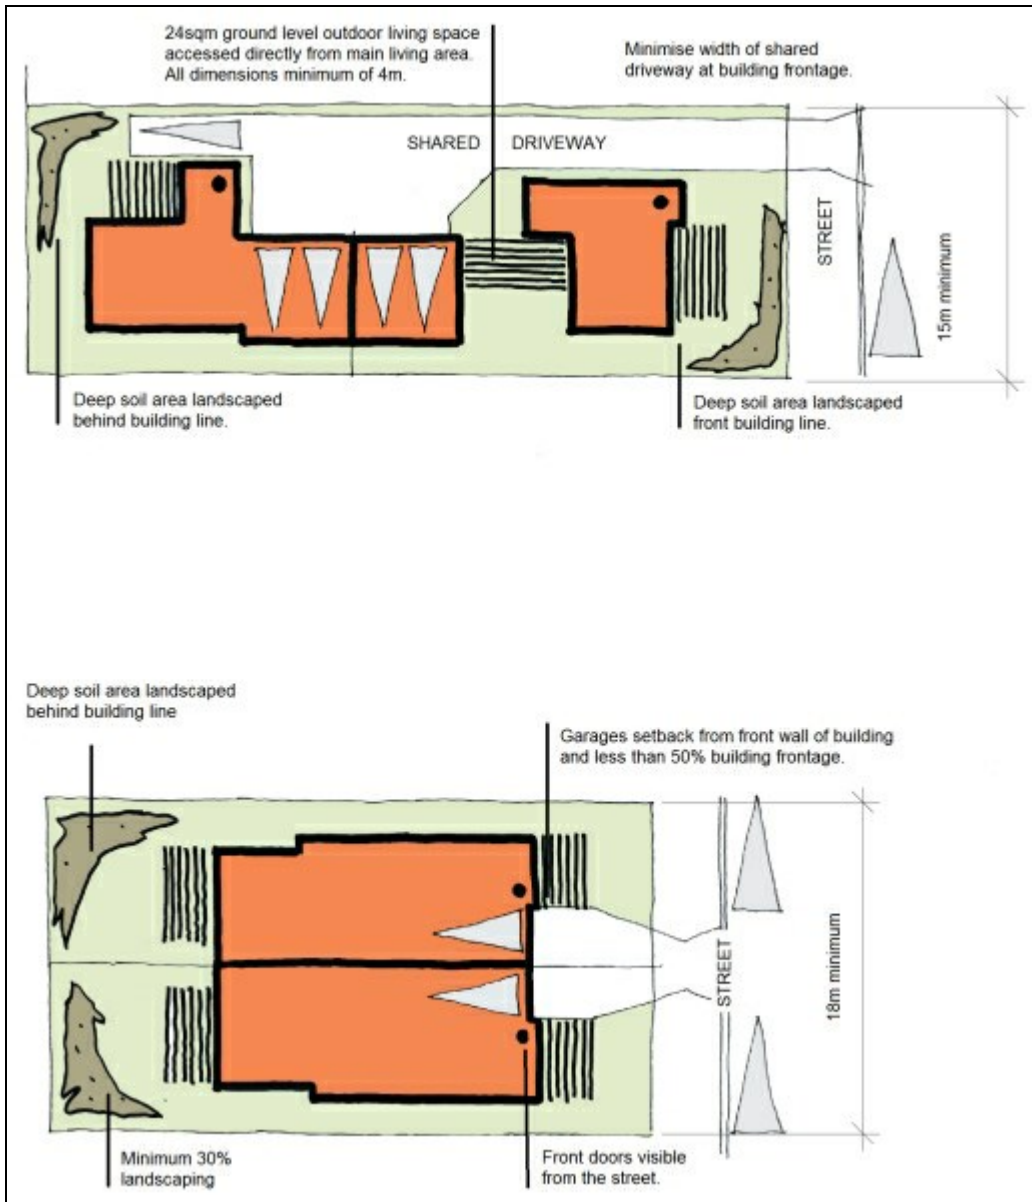 24sqm ground level outdoor living space
accessed directly from main living area.
All dimensions minimum of 4m.
Minimise width of shared
driveway at building frontage.
SHARED DRIVEWAY
STREET
15m minimum
Deep soil area landscaped
behind building line.
Deep soil area landscaped
front building line.
Deep soil area landscaped
behind building line
Garages setback from front wall of building
and less than 50% building frontage.
STREET
18m minimum
Minimum 30%
landscaping
Front doors visible
from the street.